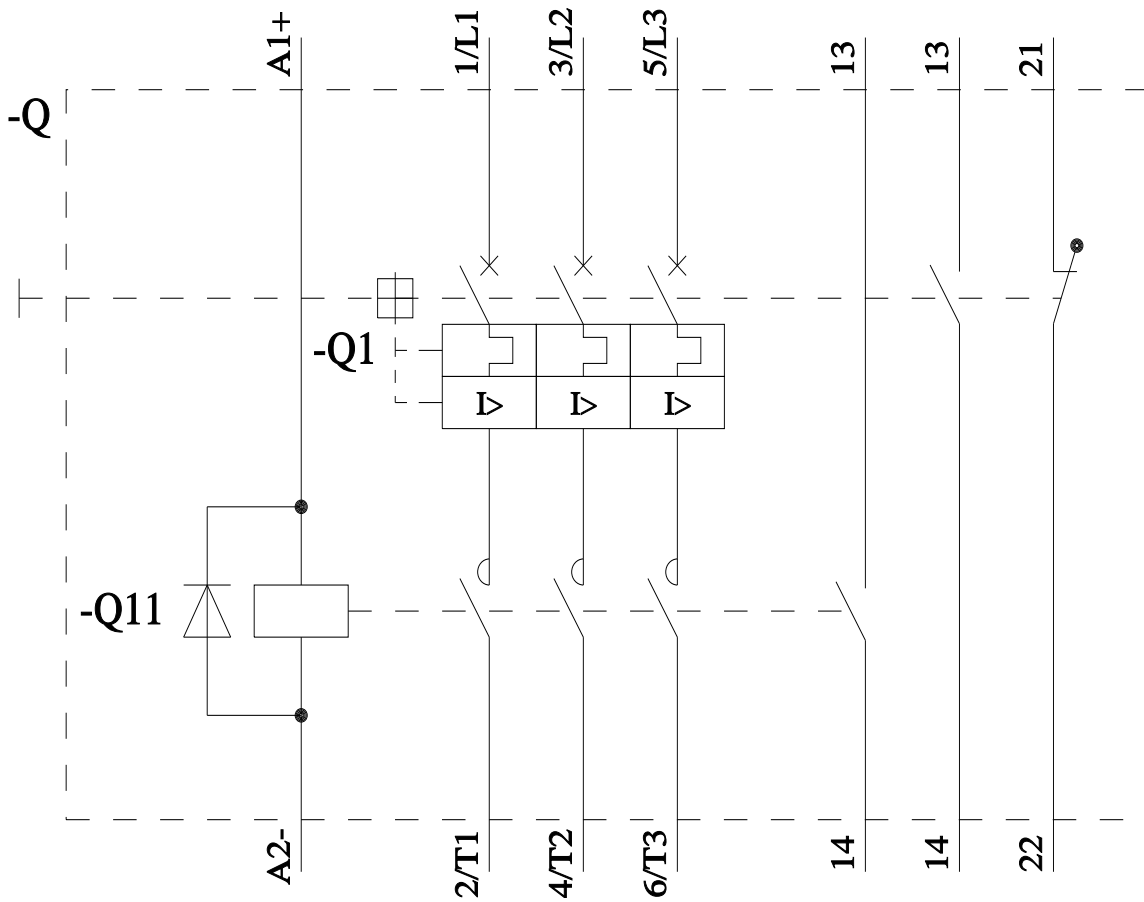 A1+
1/L1
3/L2
5/L3
13
13
21
-Q
-Q1
I>
I>
I>
-Q11
A2-
2/T1
4/T2
6/T3
14
14
22